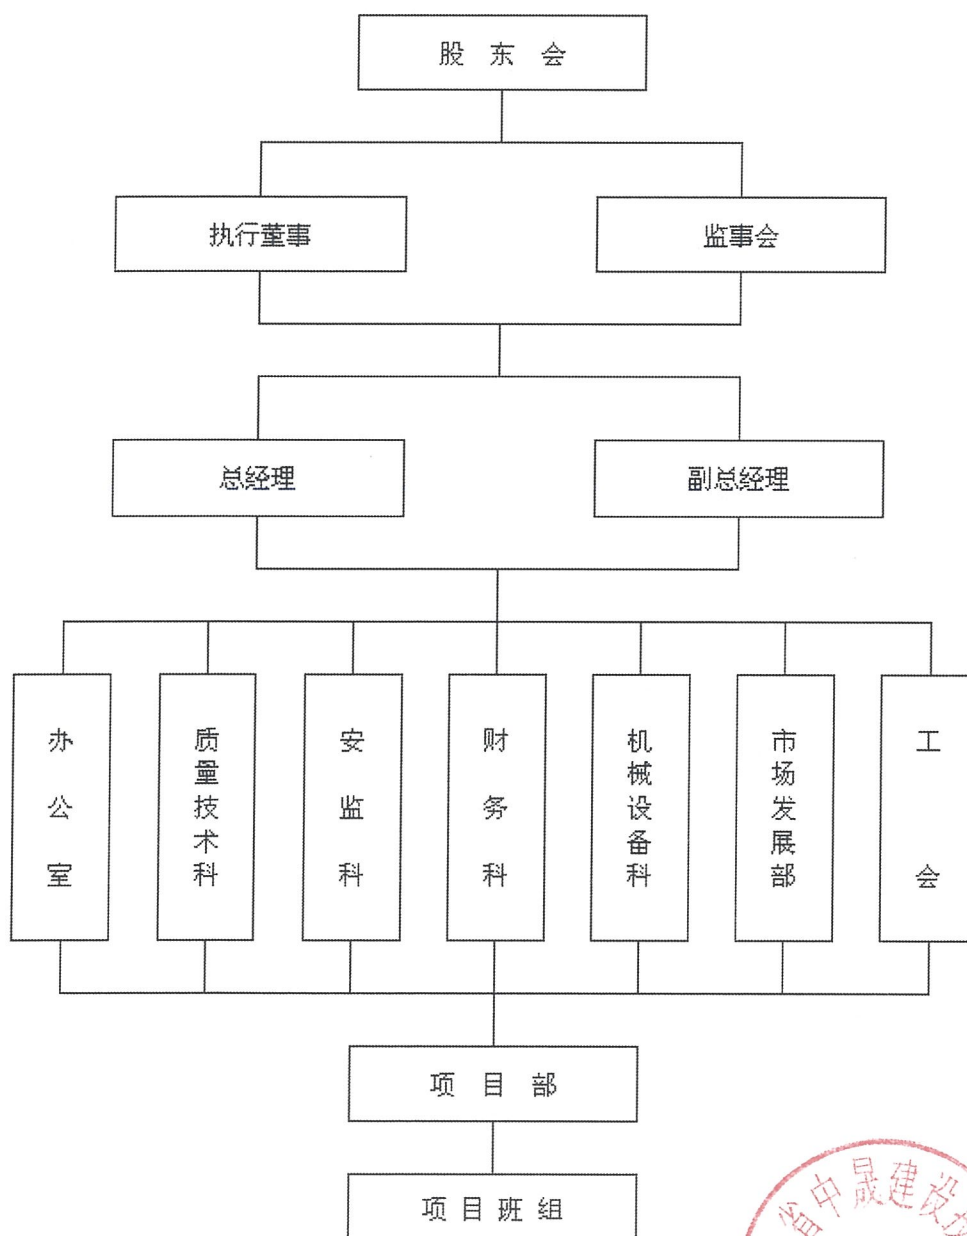 股东会
执行董事
监事会
总经理
副总经理
办公室
质量技术科
安监科
财务科
机械设备科
市场发展部
工会
项目部
项目班组
省中晟建设